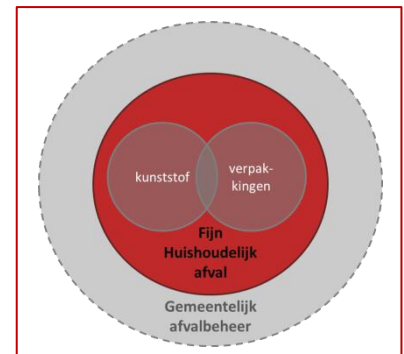 kunststof
verpak-
kingen
Fijn
Huishoudelijk
afval
Gemeentelijk
afvalbeheer